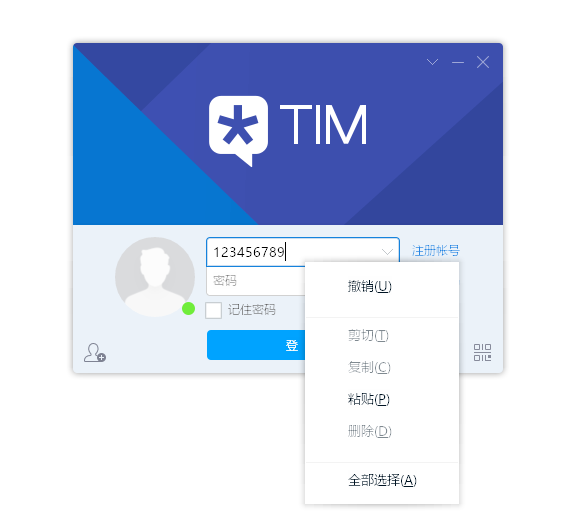 TIM
123456789
注册帐号
密码
记住密码
登
撤销(U)
剪切(T)
复制(C)
粘贴(P)
删除(D)
全部选择(A)